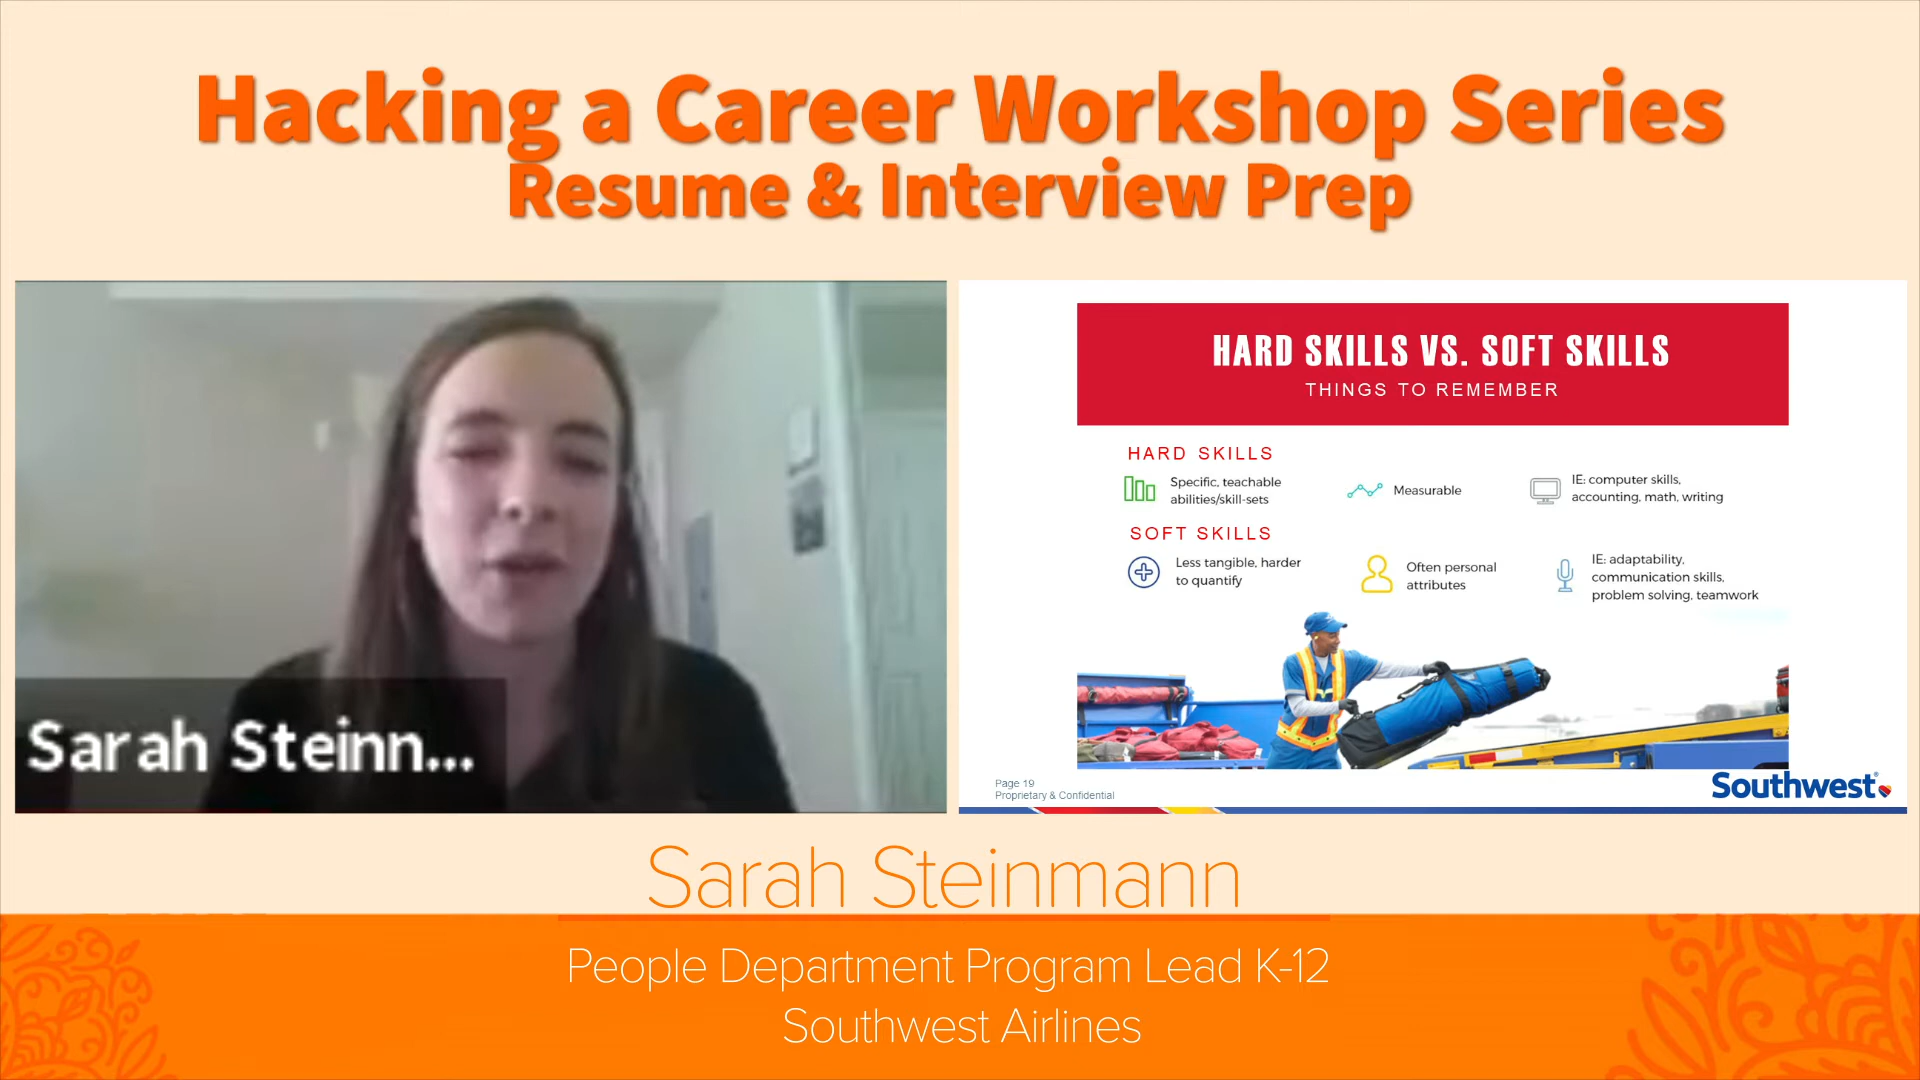 Hacking a Career Workshop Series
Resume & Interview Prep
Sarah Steinn...
HARD SKILLS VS. SOFT SKILLS
THINGS TO REMEMBER
HARD SKILLS
Specific, teachable
abilities/skill-sets
Measurable
IE: computer skills,
accounting, math, writing
SOFT SKILLS
Less tangible, harder
to quantify
Often personal
attributes
IE: adaptability,
communication skills,
problem solving, teamwork
Page 19
Proprietary & Confidential
Southwest
Sarah Steinmann
People Department Program Lead K-12
Southwest Airlines